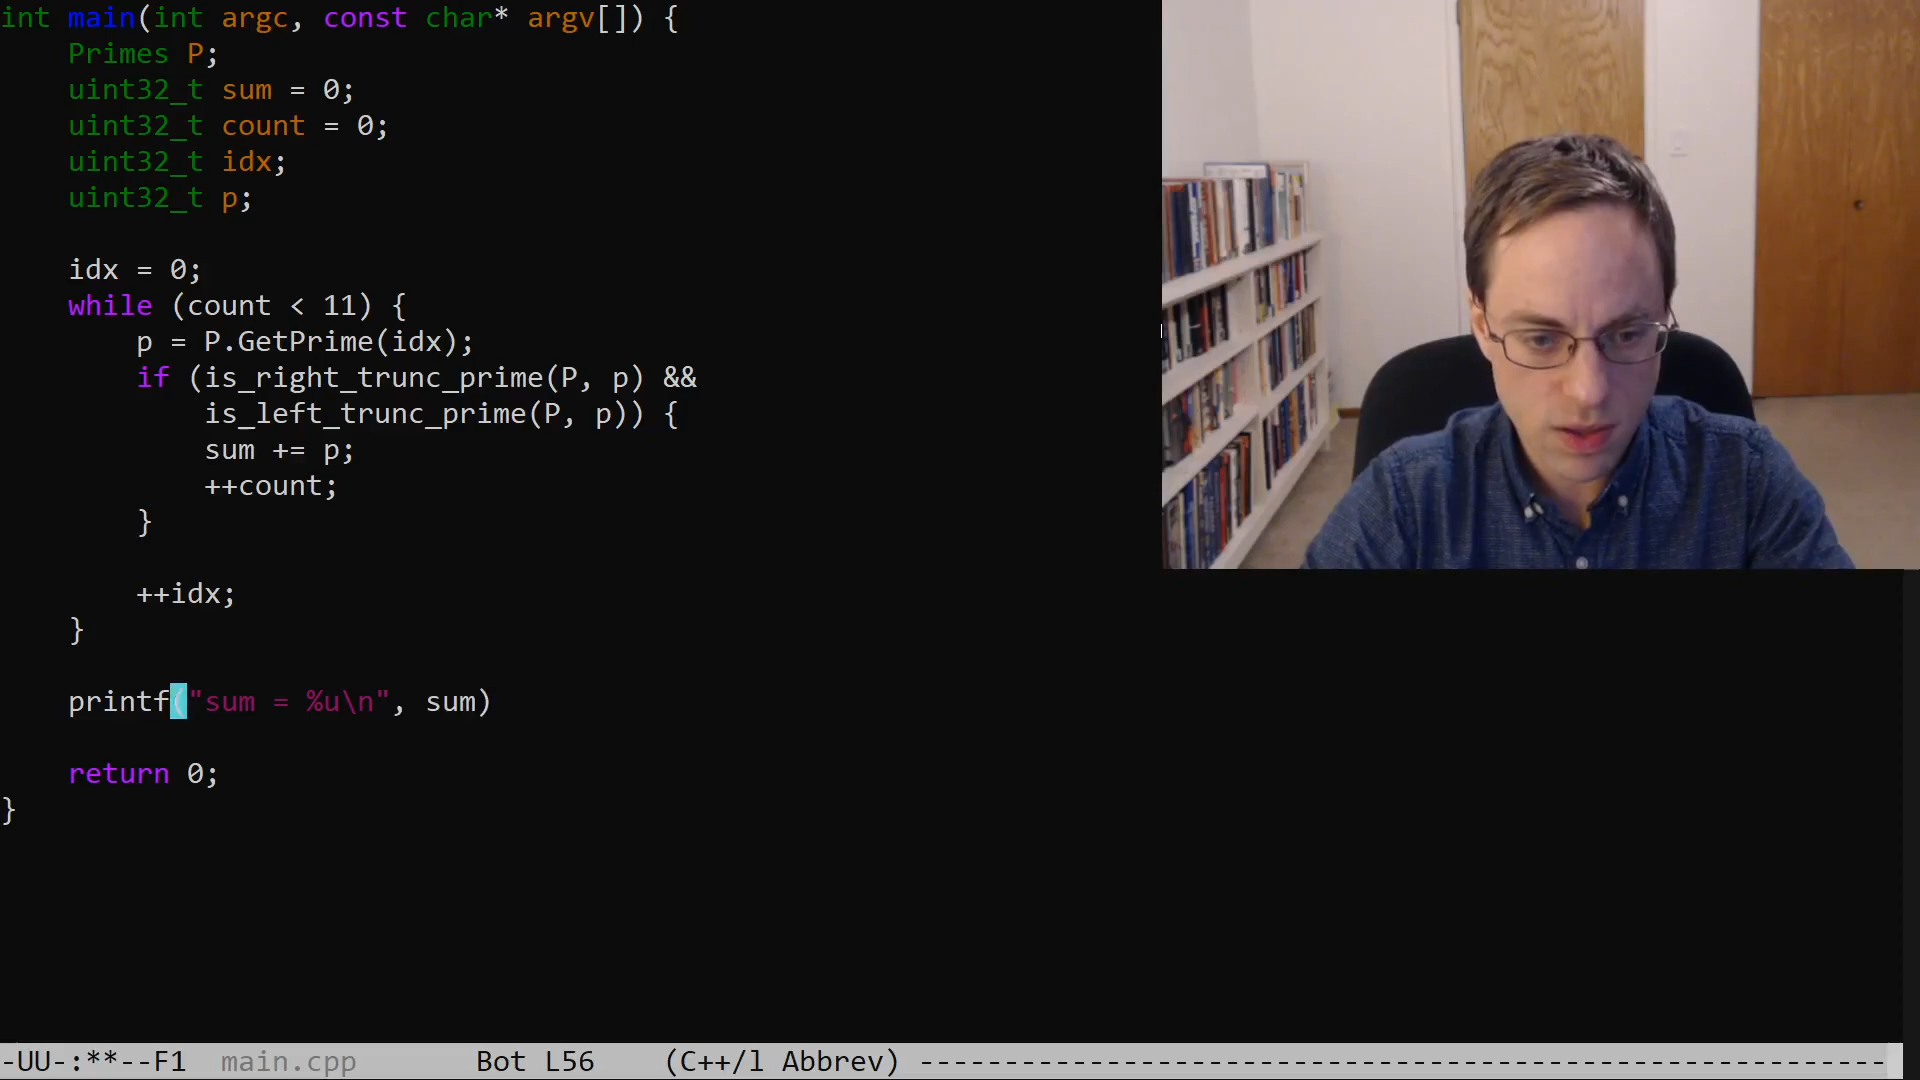 int main(int argc, const char* argv[]) {
Primes P;
uint32_t sum = 0;
uint32_t count = 0;
uint32_t idx;
uint32_t p;
idx = 0;
while (count < 11) {
p = P.GetPrime(idx);
if (is_right_trunc_prime(P, p) &&
is_left_trunc_prime(P, p)) {
sum += p;
++count;
}
++idx;
}
printf("sum = %u\n", sum)
return 0;
}
-UU-:**--F1 main.cpp Bot L56 (C++/l Abbrev) ---------------------------------------------------------